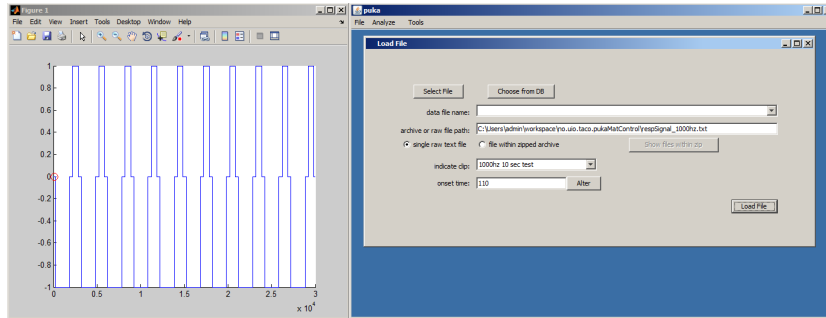 Figure 1
File Edit View Insert Tools Desktop Window Help
1
0.8
0.6
0.4
0.2
0
-0.2
-0.4
-0.6
-0.8
-1
0 0.5 1 1.5 2 2.5 3
x 10^4
puka
File Analyze Tools
Load File
Select File Choose from DB
data file name:
archive or raw file path: C:\Users\admin\workspace\no.uio.taco.pukaMatControl\respSignal_1000hz.txt
single raw text file file within zipped archive Show files within zip
indicate clip: 1000hz 10 sec test
onset time: 110 Alter
Load File